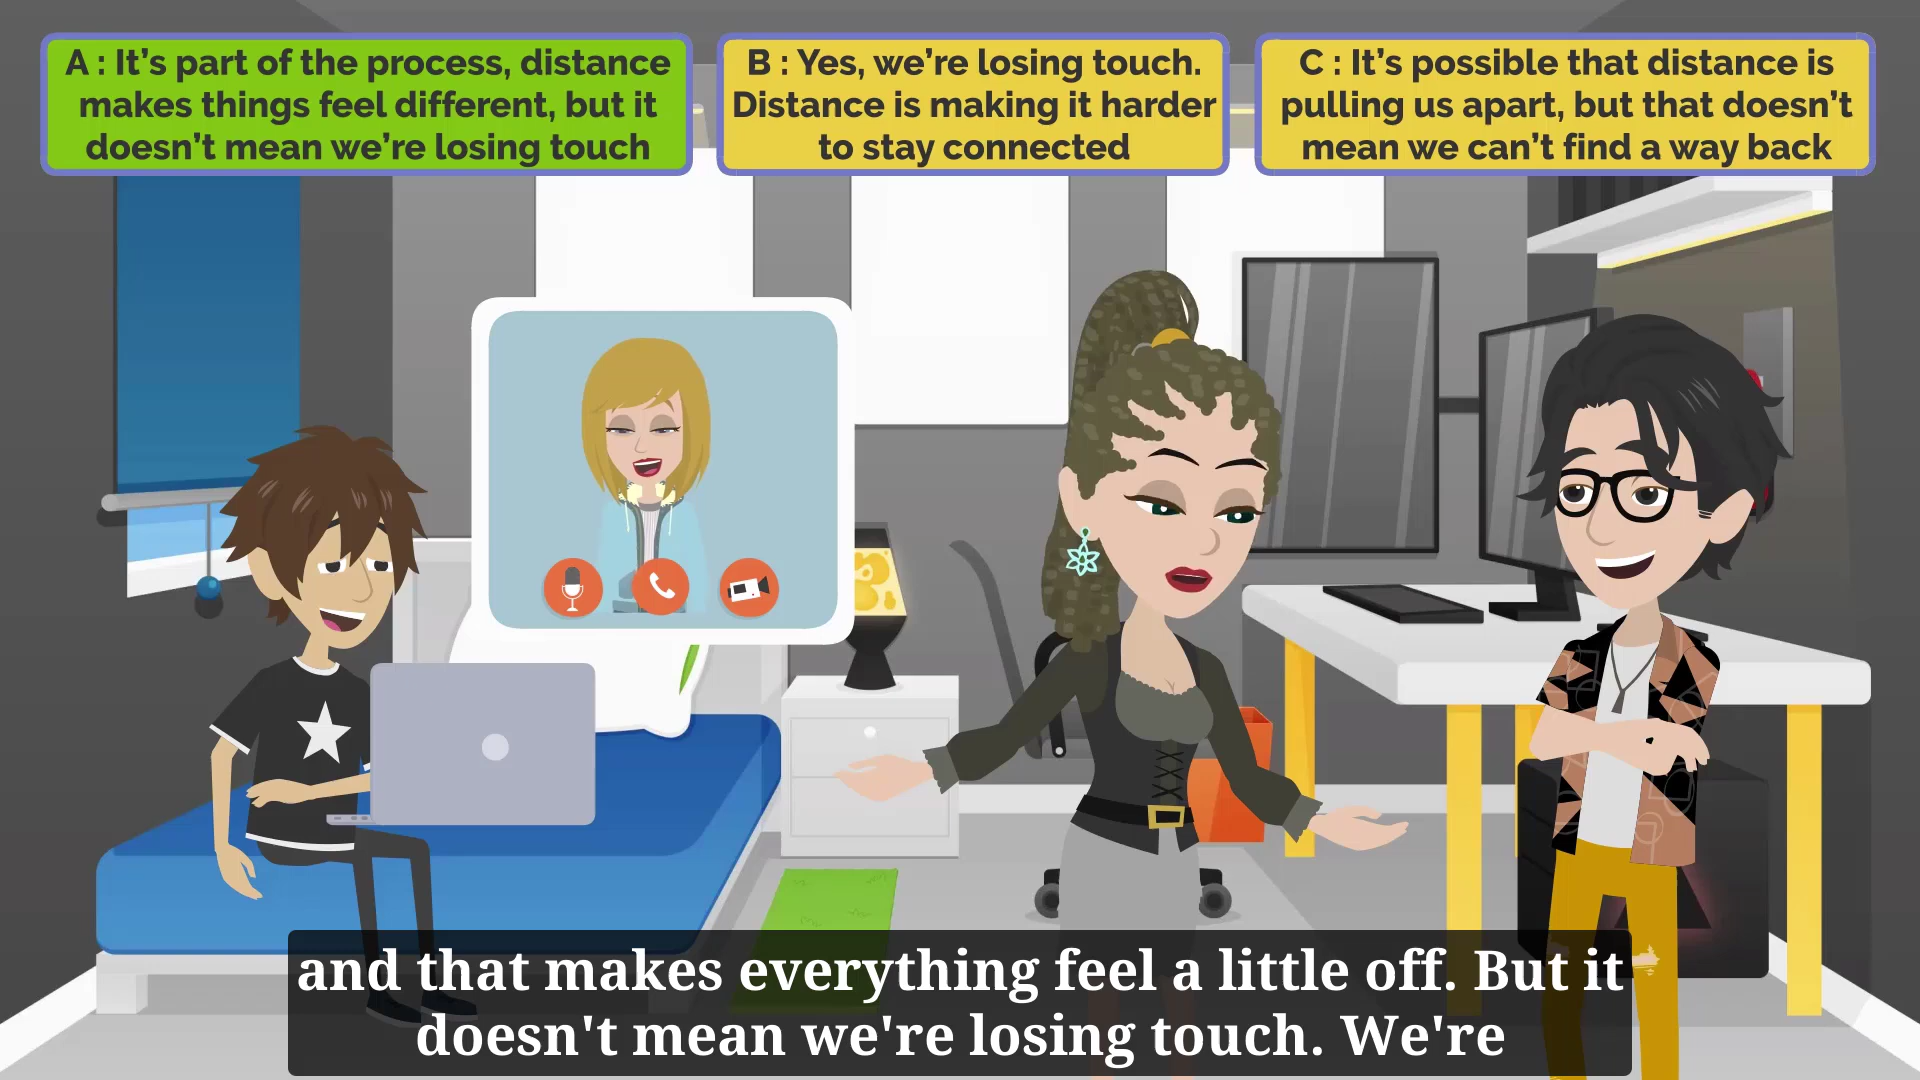 A : It’s part of the process, distance
makes things feel different, but it
doesn’t mean we’re losing touch
B : Yes, we’re losing touch.
Distance is making it harder
to stay connected
C : It’s possible that distance is
pulling us apart, but that doesn’t
mean we can’t find a way back
and that makes everything feel a little off. But it
doesn't mean we're losing touch. We're